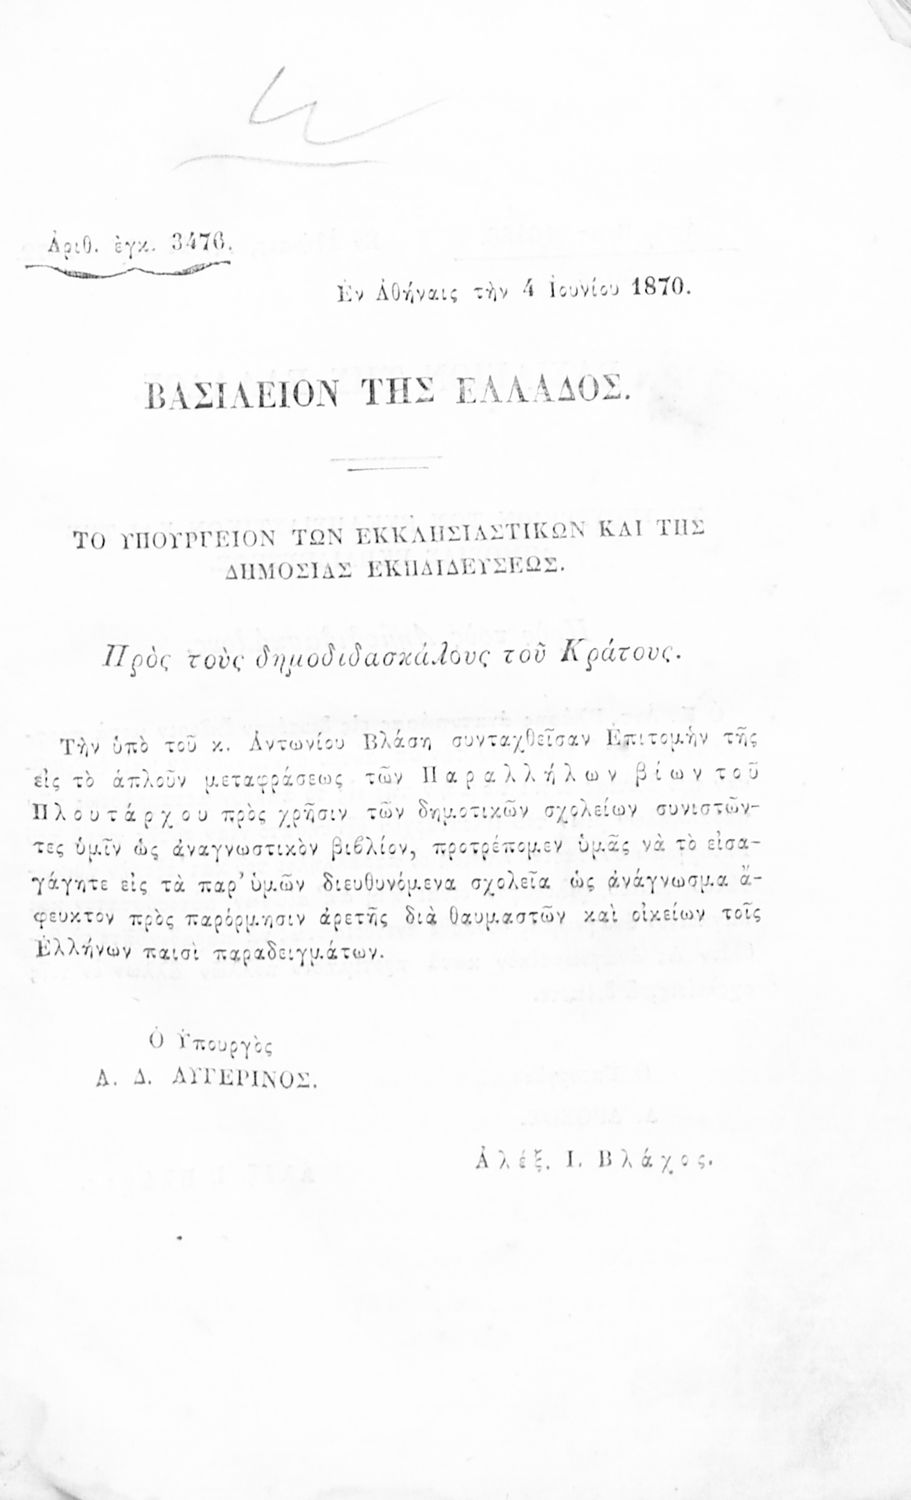 Ἀριθ. ἐγκ. 3476.
Ἐν Ἀθήναις τὴν 4 Ἰουνίου 1870.
ΒΑΣΙΛΕΙΟΝ ΤΗΣ ΕΛΛΑΔΟΣ.
ΤΟ ΥΠΟΥΡΓΕΙΟΝ ΤΩΝ ΕΚΚΛΗΣΙΑΣΤΙΚΩΝ ΚΑΙ ΤΗΣ
ΔΗΜΟΣΙΑΣ ΕΚΠΑΙΔΕΥΣΕΩΣ.
Πρὸς τοὺς δημοδιδασκάλους τοῦ Κράτους.
Τὴν ὑπὸ τοῦ κ. Ἀντωνίου Βλάση συνταχθεῖσαν Ἐπιτομὴν τῆς
εἰς τὸ ἁπλοῦν μεταφράσεως τῶν Παραλλήλων βίων τοῦ
Πλουτάρχου πρὸς χρῆσιν τῶν δημοτικῶν σχολείων συνιστῶν-
τες ὑμῖν ὡς ἀναγνωστικὸν βιβλίον, προτρέπομεν ὑμᾶς νὰ τὸ εἰσα-
γάγητε εἰς τὰ παρ' ὑμῶν διευθυνόμενα σχολεῖα ὡς ἀνάγνωσμα ἄ-
φευκτον πρὸς παρόρμησιν ἀρετῆς διὰ θαυμαστῶν καὶ οἰκείων τοῖς
Ἑλλήνων παισὶ παραδειγμάτων.
Ὁ Ὑπουργὸς
Α. Δ. ΑΥΓΕΡΙΝΟΣ.
Ἀλέξ. Ι. Βλάχος.